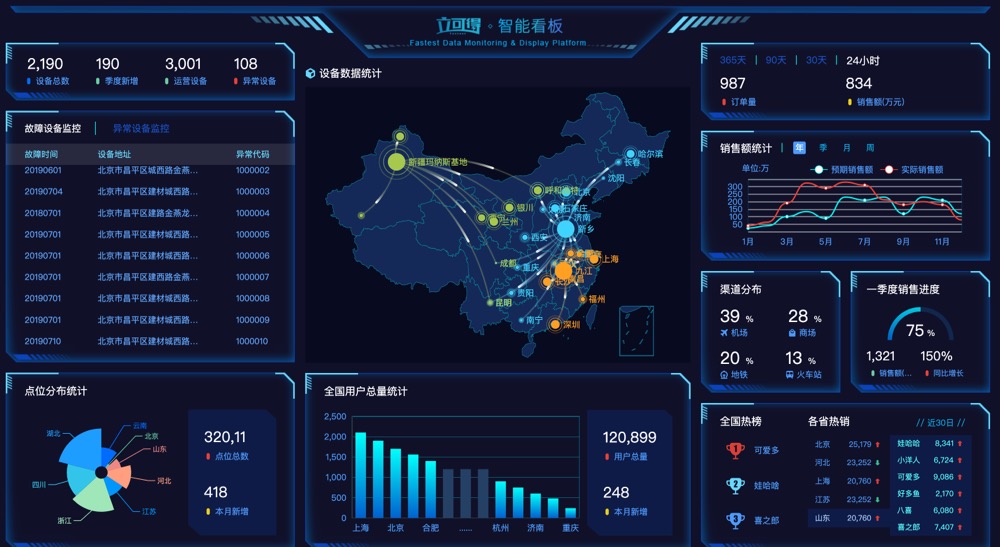 立可得 · 智能看板
Fastest Data Monitoring & Display Platform
2,190
190
3,001
108
设备总数
季度新增
运营设备
异常设备
故障设备监控
异常设备监控
故障时间 设备地址 异常代码
20190601 北京市昌平区城西路金燕... 1000002
20190704 北京市昌平区建材城西路... 1000003
20180701 北京市昌平区建路金燕龙... 1000004
20190701 北京市昌平区建材城西路... 1000005
20190701 北京市昌平区建材城西路... 1000006
20190701 北京市昌平区建西路金燕... 1000007
20190701 北京市昌平区建材城西路... 1000008
20190701 北京市昌平区建材城西路... 1000009
20190710 北京市昌平区建材城西路... 1000010
点位分布统计
云南
北京
山东
河北
江苏
浙江
四川
湖北
320,11
点位总数
418
本月新增
设备数据统计
哈尔滨
长春
沈阳
新疆玛纳斯基地
呼和浩特
北京
石家庄
银川
济南
兰州
新乡
西安
成都
重庆
上海
九江
贵阳
昆明
福州
南宁
深圳
全国用户总量统计
2,500
2,000
1,500
1,000
500
0
上海 北京 合肥 ...... 杭州 济南 重庆
120,899
用户总量
248
本月新增
365天 90天 30天 24小时
987
834
订单量
销售额(万元)
销售额统计 年 季 月 周
单位:万
预期销售额
实际销售额
300
250
200
150
100
50
1月 3月 5月 7月 9月 11月
渠道分布
39 %
机场
28 %
商场
20 %
地铁
13 %
火车站
一季度销售进度
75 %
1,321
150%
销售额(...
同比增长
全国热榜
1 可爱多
2 娃哈哈
3 喜之郎
各省热销
// 近30日 //
北京 25,179
河北 23,252
上海 20,760
江苏 23,252
山东 20,760
娃哈哈 8,341
小洋人 6,724
可爱多 9,086
好多鱼 2,170
八喜 6,080
喜之郎 7,407